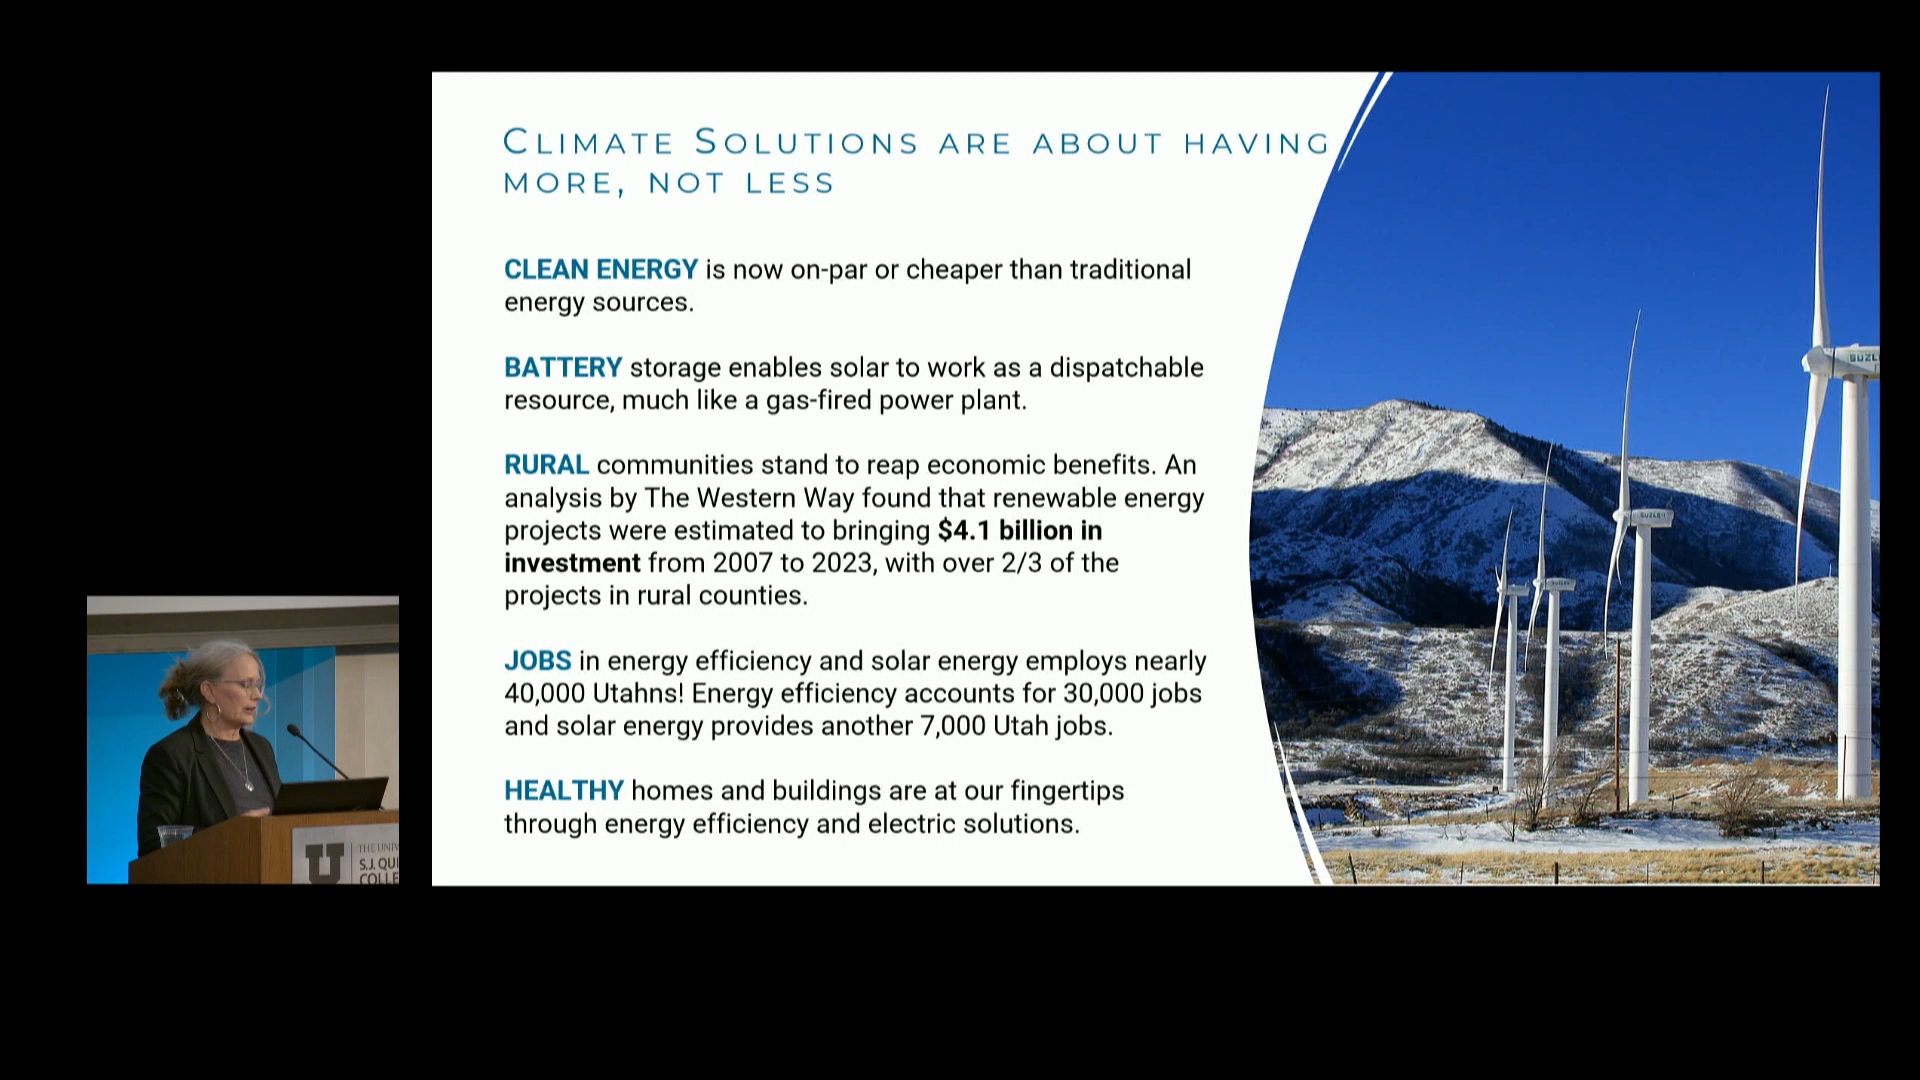 CLIMATE SOLUTIONS ARE ABOUT HAVING
MORE, NOT LESS
CLEAN ENERGY is now on-par or cheaper than traditional
energy sources.
BATTERY storage enables solar to work as a dispatchable
resource, much like a gas-fired power plant.
RURAL communities stand to reap economic benefits. An
analysis by The Western Way found that renewable energy
projects were estimated to bringing $4.1 billion in
investment from 2007 to 2023, with over 2/3 of the
projects in rural counties.
JOBS in energy efficiency and solar energy employs nearly
40,000 Utahns! Energy efficiency accounts for 30,000 jobs
and solar energy provides another 7,000 Utah jobs.
HEALTHY homes and buildings are at our fingertips
through energy efficiency and electric solutions.
SUZL
SUZLON
U
THE UNIV
S.J. QUI
COLLE